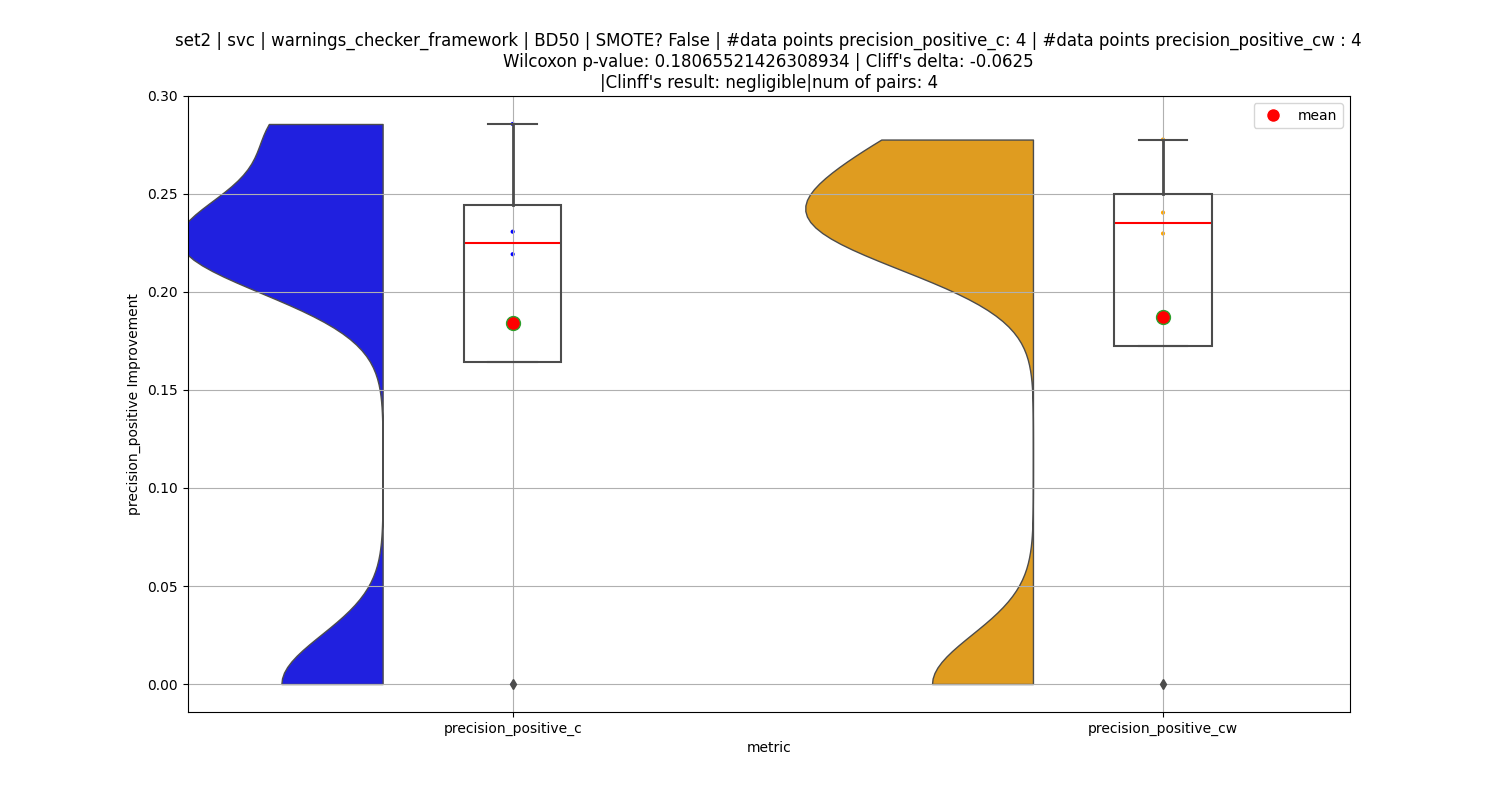 set2 | svc | warnings_checker_framework | BD50 | SMOTE? False | #data points precision_positive_c: 4 | #data points precision_positive_cw : 4
Wilcoxon p-value: 0.18065521426308934 | Cliff's delta: -0.0625
|Clinff's result: negligible|num of pairs: 4
0.30
0.25
0.20
0.15
0.10
0.05
0.00
precision_positive Improvement
mean
precision_positive_c
precision_positive_cw
metric